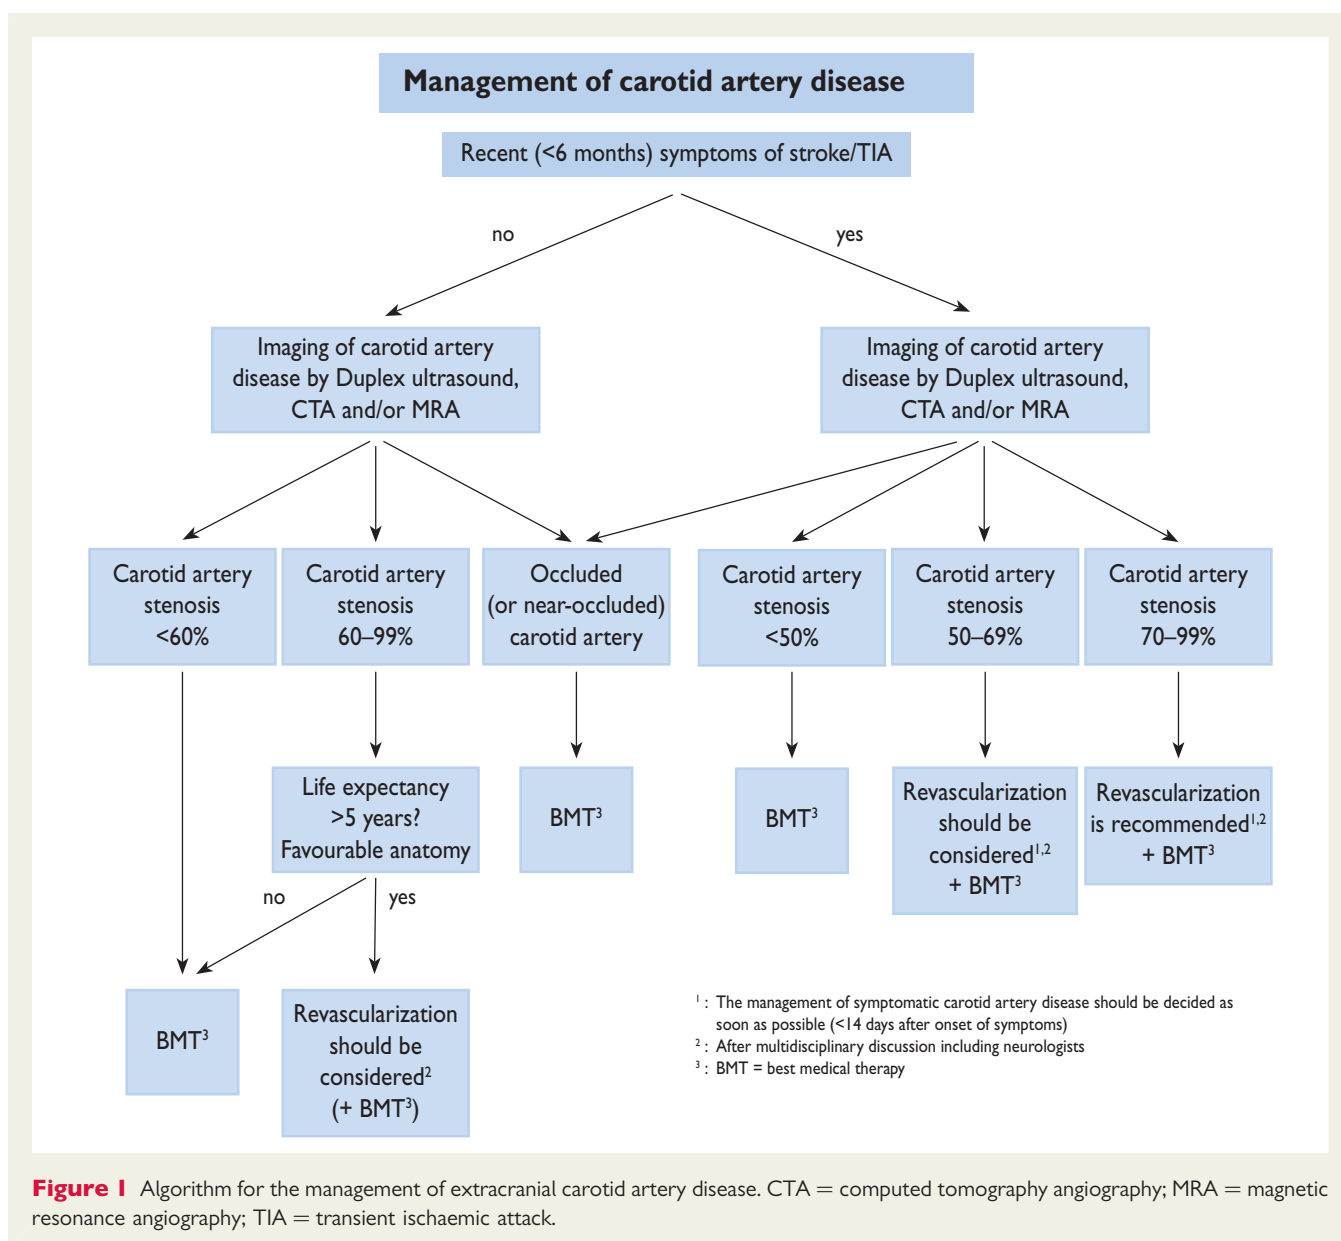 Management of carotid artery disease
Recent (<6 months) symptoms of stroke/TIA
no
yes
Imaging of carotid artery
disease by Duplex ultrasound,
CTA and/or MRA
Imaging of carotid artery
disease by Duplex ultrasound,
CTA and/or MRA
Carotid artery
stenosis
<60%
Carotid artery
stenosis
60–99%
Occluded
(or near-occluded)
carotid artery
Carotid artery
stenosis
<50%
Carotid artery
stenosis
50–69%
Carotid artery
stenosis
70–99%
Life expectancy
>5 years?
Favourable anatomy
BMT³
BMT³
Revascularization
should be
considered¹,²
+ BMT³
Revascularization
is recommended¹,²
+ BMT³
no
yes
BMT³
Revascularization
should be
considered²
(+ BMT³)
¹ : The management of symptomatic carotid artery disease should be decided as
soon as possible (<14 days after onset of symptoms)
² : After multidisciplinary discussion including neurologists
³ : BMT = best medical therapy
Figure 1 Algorithm for the management of extracranial carotid artery disease. CTA = computed tomography angiography; MRA = magnetic
resonance angiography; TIA = transient ischaemic attack.